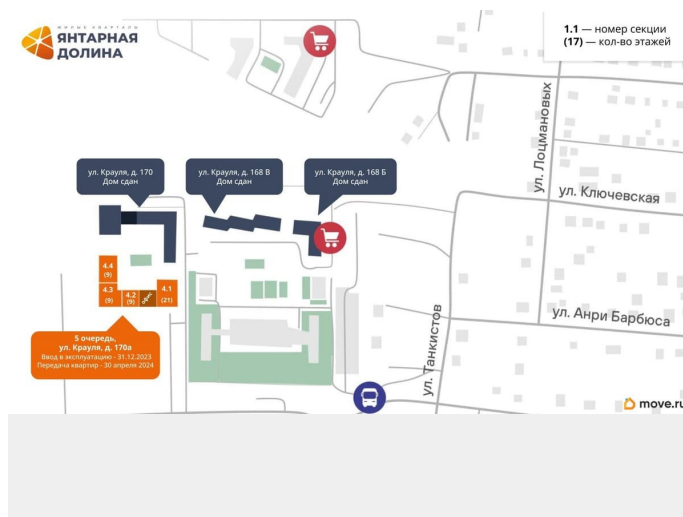 ЖИЛЫЕ КВАРТАЛЫ
ЯНТАРНАЯ
ДОЛИНА
1.1 — номер секции
(17) — кол-во этажей
ул. Крауля, д. 170
Дом сдан
ул. Крауля, д. 168 В
Дом сдан
ул. Крауля, д. 168 Б
Дом сдан
ул. Лоцмановых
ул. Ключевская
4.4
(9)
4.3
(9)
4.2
(9)
офис
4.1
(21)
ул. Анри Барбюса
ул. Танкистов
5 очередь,
ул. Крауля, д. 170а
Ввод в эксплуатацию - 31.12.2023
Передача квартир - 30 апреля 2024
move.ru